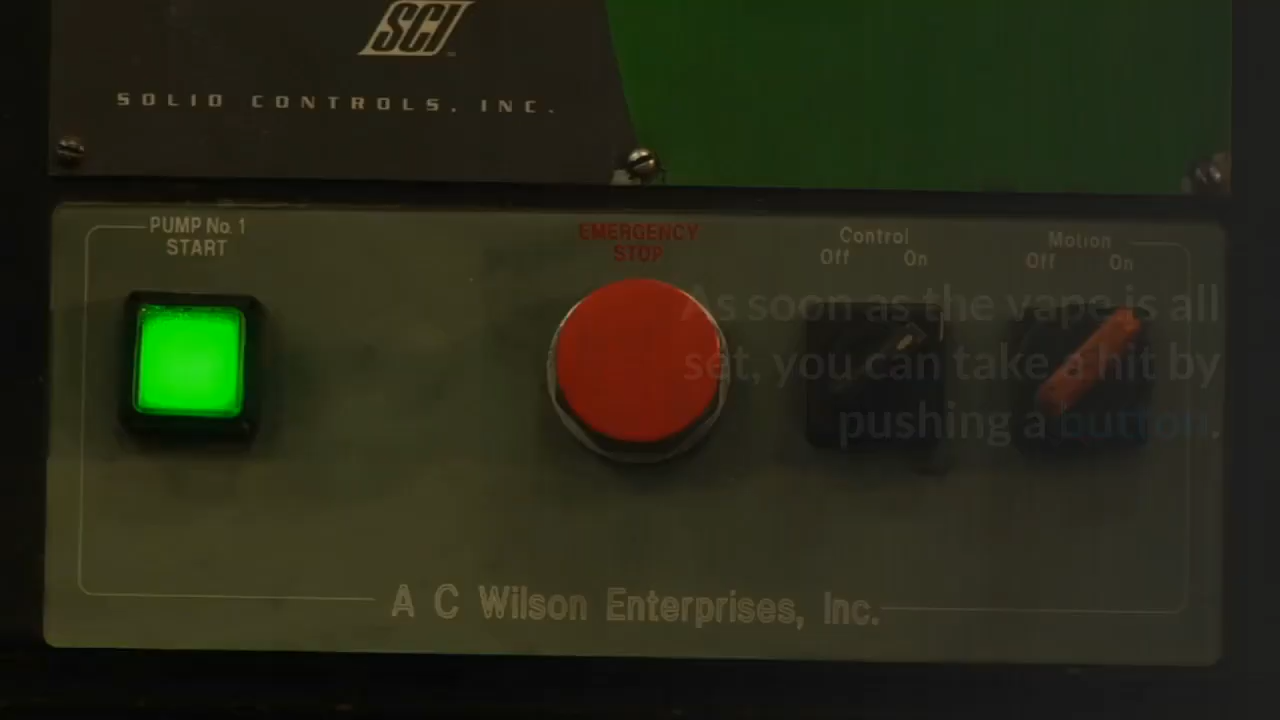 SCI
SOLID CONTROLS, INC.
PUMP No. 1
START
EMERGENCY
STOP
Control
Off On
Motion
Off On
As soon as the vape is all
set, you can take a hit by
pushing a button.
A C Wilson Enterprises, Inc.